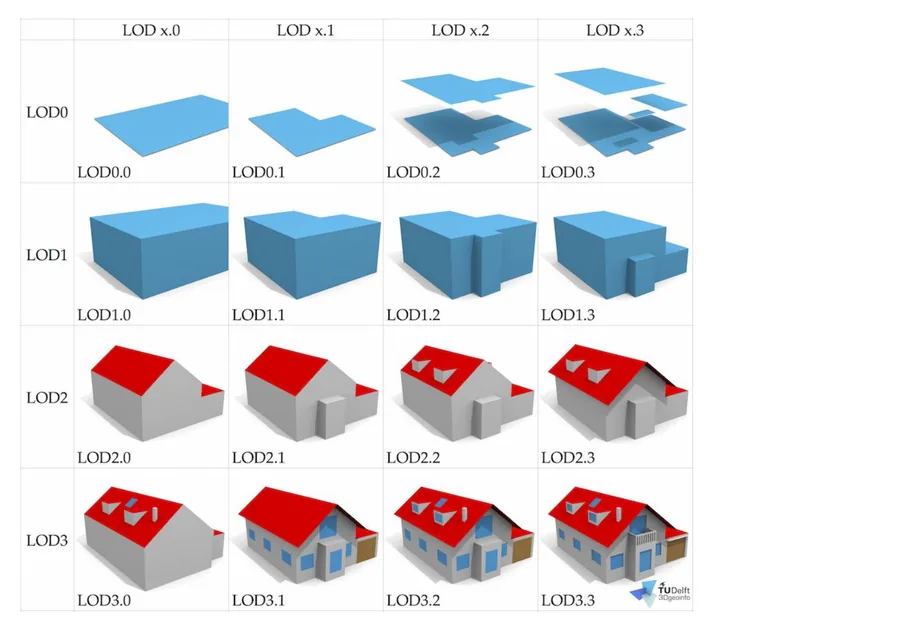 LOD x.0 LOD x.1 LOD x.2 LOD x.3
LOD0
LOD0.0 LOD0.1 LOD0.2 LOD0.3
LOD1
LOD1.0 LOD1.1 LOD1.2 LOD1.3
LOD2
LOD2.0 LOD2.1 LOD2.2 LOD2.3
LOD3
LOD3.0 LOD3.1 LOD3.2 LOD3.3
TUDelft
3Dgeoinfo